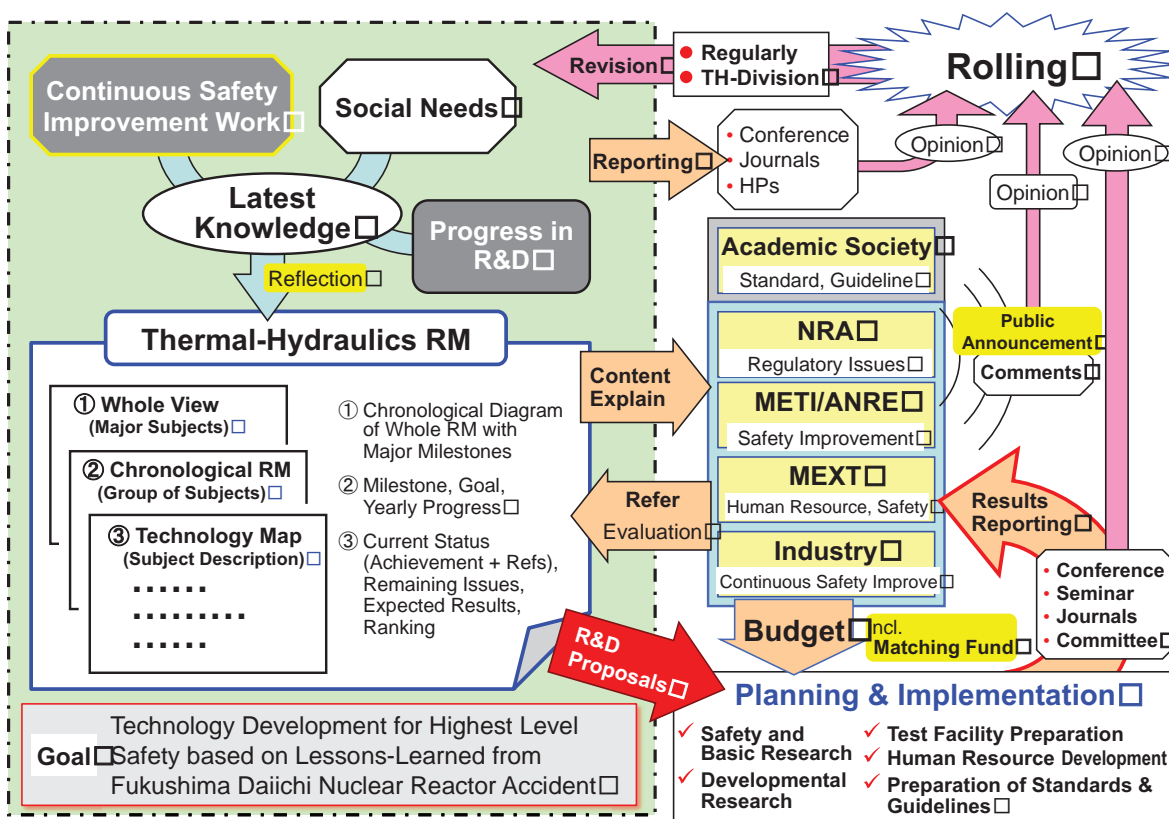 Continuous Safety
Improvement Work□
Social Needs□
Latest
Knowledge□
Progress in
R&D□
Reflection□
Thermal-Hydraulics RM
① Whole View
(Major Subjects)□
② Chronological RM
(Group of Subjects)□
③ Technology Map
(Subject Description)□
......
.........
......
① Chronological Diagram
of Whole RM with
Major Milestones
② Milestone, Goal,
Yearly Progress□
③ Current Status
(Achievement + Refs),
Remaining Issues,
Expected Results,
Ranking
Goal□
Technology Development for Highest Level
Safety based on Lessons-Learned from
Fukushima Daiichi Nuclear Reactor Accident□
Revision□
• Regularly
• TH-Division□
Rolling□
Reporting□
• Conference
• Journals
• HPs
Opinion□
Opinion□
Opinion□
Academic Society□
Standard, Guideline□
NRA□
Regulatory Issues□
METI/ANRE□
Safety Improvement□
MEXT□
Human Resource, Safety□
Industry□
Continuous Safety Improve□
Public
Announcement□
Comments□
Content
Explain
Refer
Evaluation□
Results
Reporting□
• Conference
• Seminar
• Journals
• Committee□
Budget□
incl.
Matching Fund□
R&D
Proposals□
Planning & Implementation□
✓ Safety and
Basic Research
✓ Developmental
Research
✓ Test Facility Preparation
✓ Human Resource Development
✓ Preparation of Standards &
Guidelines□